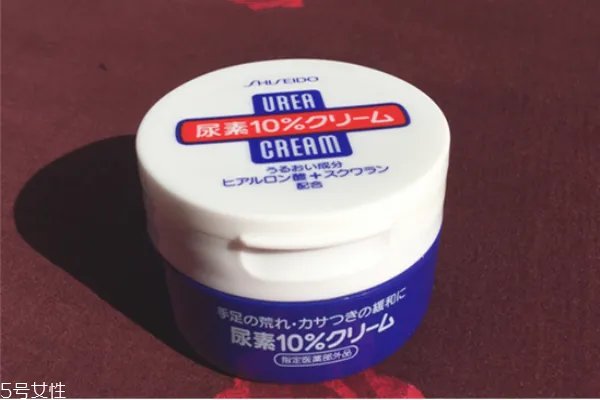 SHISEIDO
UREA
尿素10%クリーム
CREAM
うるおい成分
ヒアルロン酸+スクワラン
配合
手足の荒れ・カサつきの緩和に
尿素10%クリーム
指定医薬部外品
5号女性